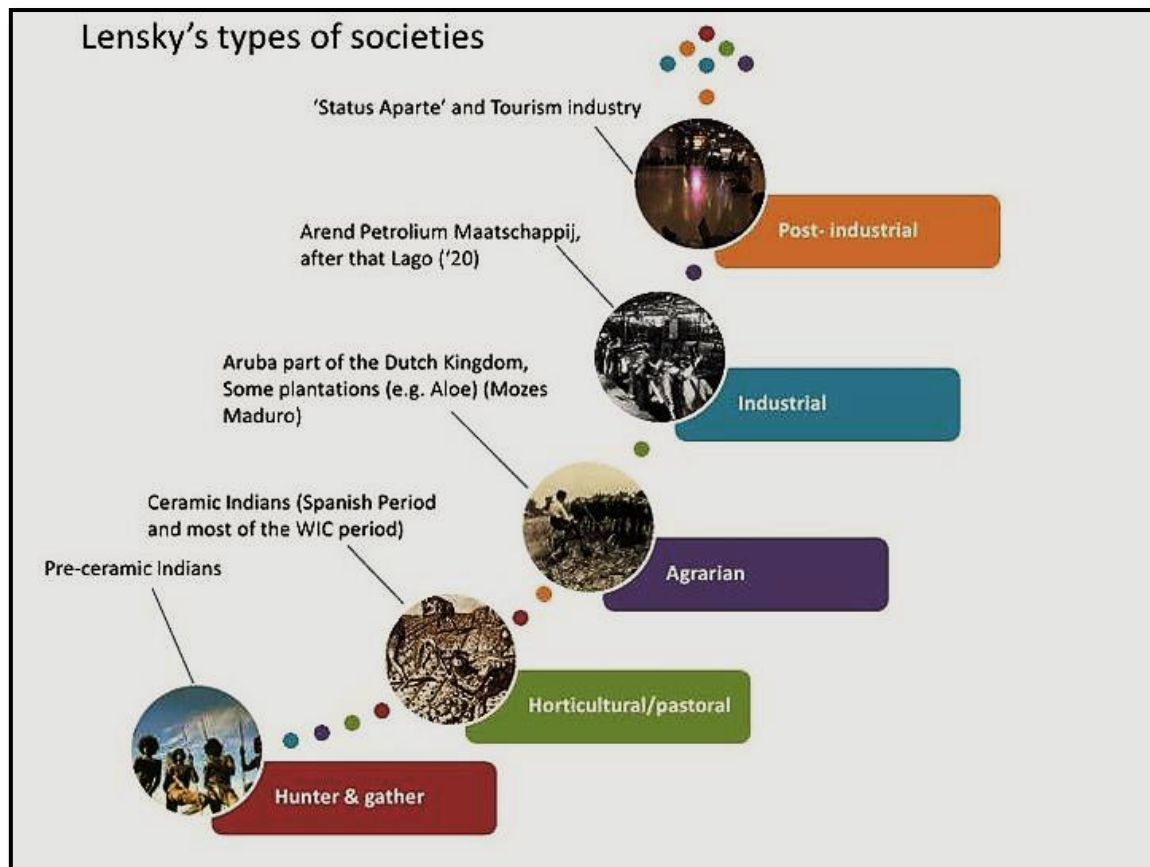 Lensky's types of societies
'Status Aparte' and Tourism industry
Post- industrial
Arend Petrolium Maatschappij,
after that Lago ('20)
Industrial
Aruba part of the Dutch Kingdom,
Some plantations (e.g. Aloe) (Mozes
Maduro)
Agrarian
Ceramic Indians (Spanish Period
and most of the WIC period)
Horticultural/pastoral
Pre-ceramic Indians
Hunter & gather